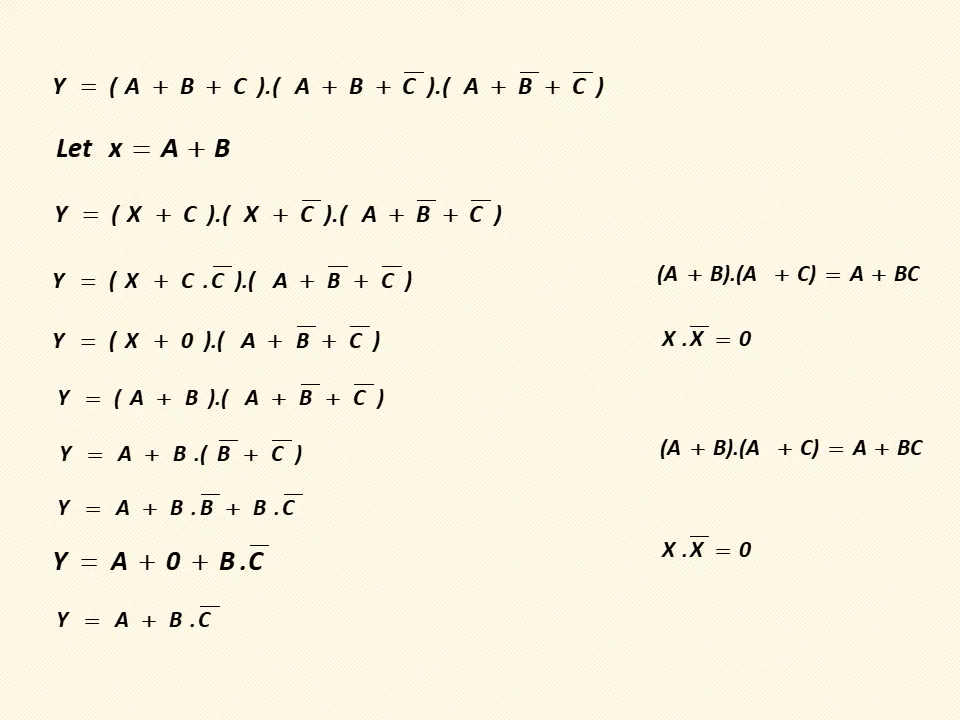 Y = ( A + B + C ).( A + B + C̅ ).( A + B̅ + C̅ )
Let x = A + B
Y = ( X + C ).( X + C̅ ).( A + B̅ + C̅ )
Y = ( X + C . C̅ ).( A + B̅ + C̅ ) (A + B).(A + C) = A + BC
Y = ( X + 0 ).( A + B̅ + C̅ ) X . X̅ = 0
Y = ( A + B ).( A + B̅ + C̅ )
Y = A + B .( B̅ + C̅ ) (A + B).(A + C) = A + BC
Y = A + B . B̅ + B . C̅
Y = A + 0 + B . C̅ X . X̅ = 0
Y = A + B . C̅